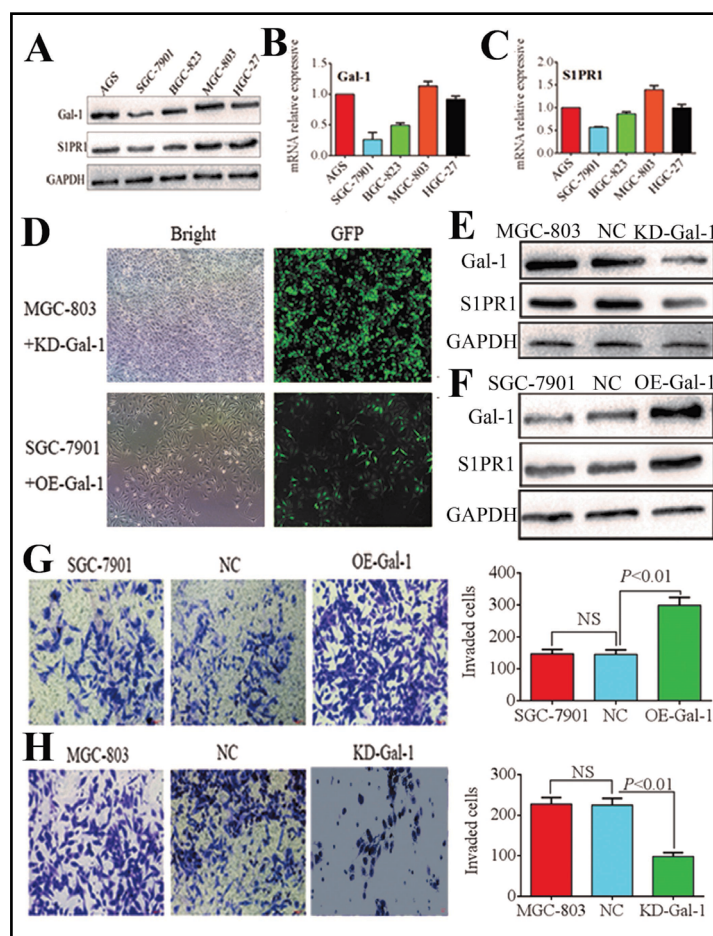 A
AGS
SGC-7901
BGC-823
MGC-803
HGC-27
Gal-1
S1PR1
GAPDH
B
Gal-1
mRNA relative expressive
1.5
1.0
0.5
0.0
AGS
SGC-7901
BGC-823
MGC-803
HGC-27
C
S1PR1
mRNA relative expressive
2.0
1.5
1.0
0.5
0.0
AGS
SGC-7901
BGC-823
MGC-803
HGC-27
D
Bright GFP
MGC-803
+KD-Gal-1
SGC-7901
+OE-Gal-1
E
MGC-803 NC KD-Gal-1
Gal-1
S1PR1
GAPDH
F
SGC-7901 NC OE-Gal-1
Gal-1
S1PR1
GAPDH
G
SGC-7901 NC OE-Gal-1
Invaded cells
400
300
200
100
0
NS
P<0.01
SGC-7901 NC OE-Gal-1
H
MGC-803 NC KD-Gal-1
Invaded cells
300
200
100
0
NS
P<0.01
MGC-803 NC KD-Gal-1